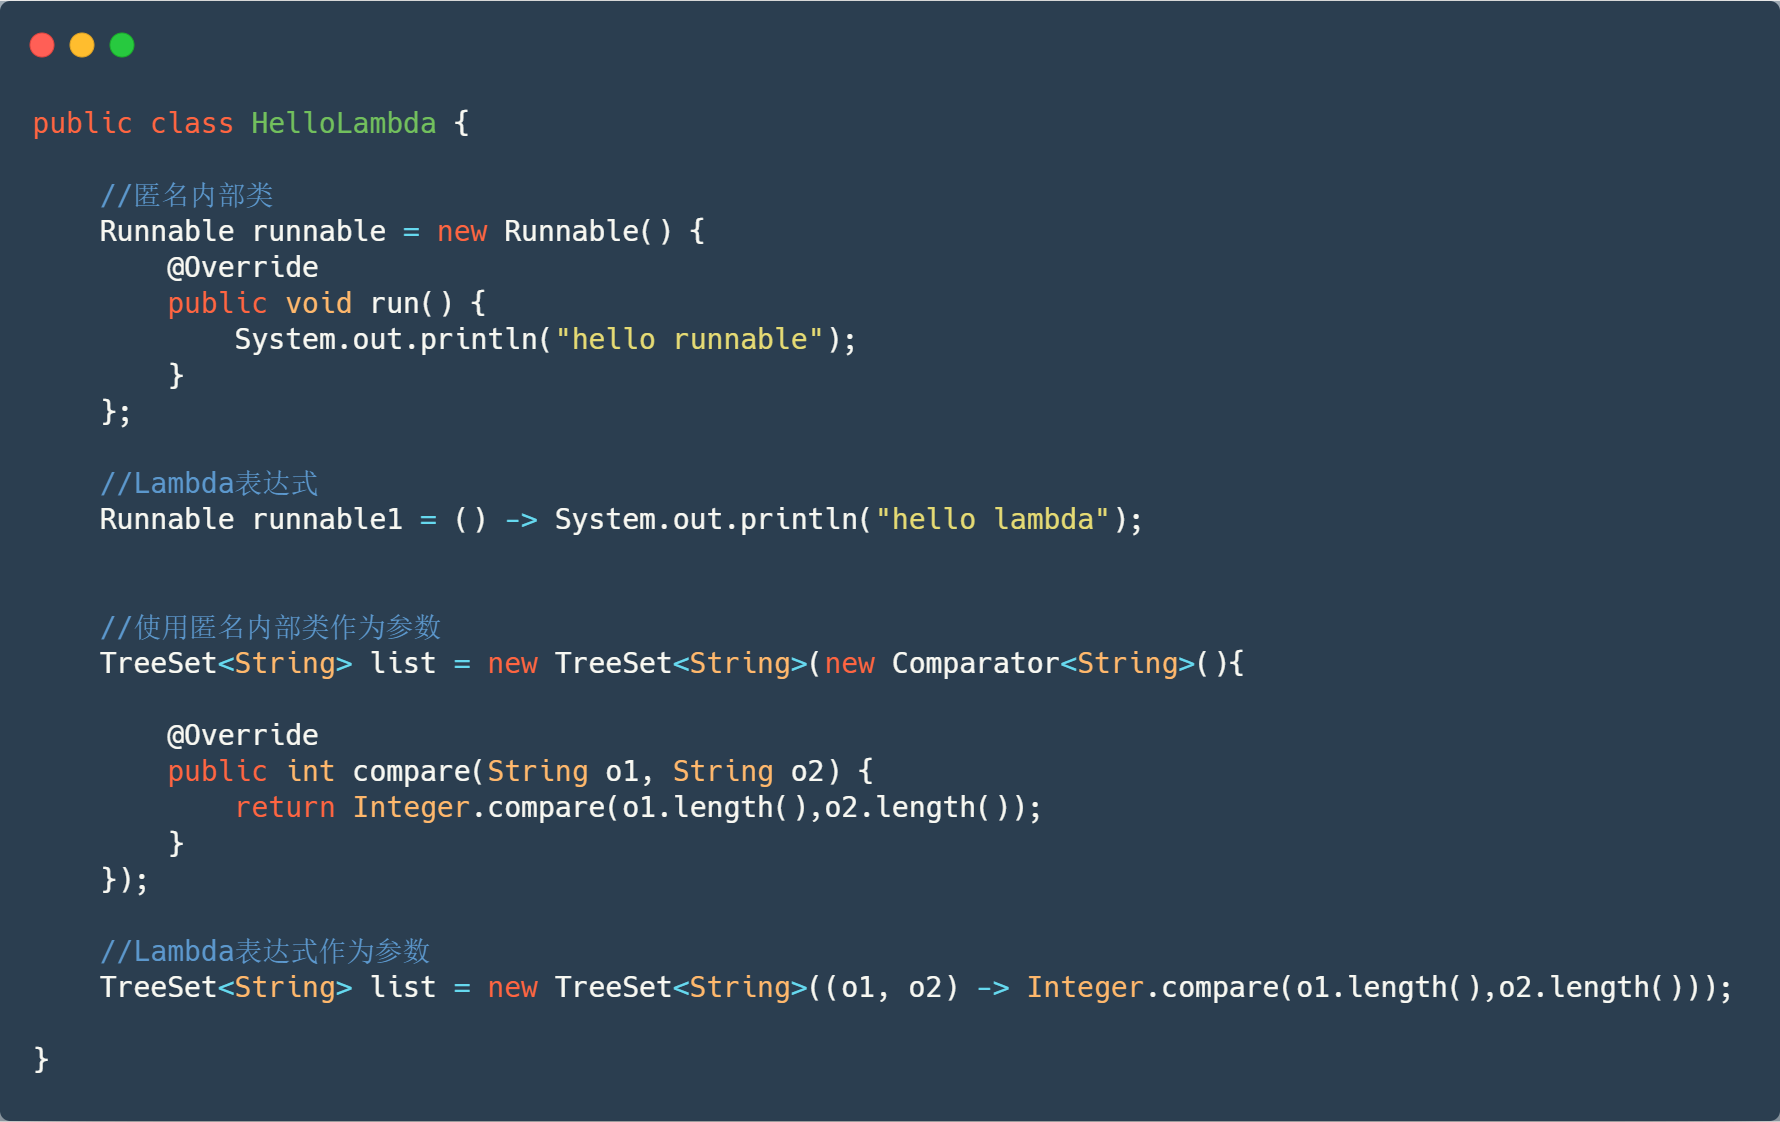 public class HelloLambda {
//匿名内部类
Runnable runnable = new Runnable() {
@Override
public void run() {
System.out.println("hello runnable");
}
};
//Lambda表达式
Runnable runnable1 = () -> System.out.println("hello lambda");
//使用匿名内部类作为参数
TreeSet<String> list = new TreeSet<String>(new Comparator<String>(){
@Override
public int compare(String o1, String o2) {
return Integer.compare(o1.length(),o2.length());
}
});
//Lambda表达式作为参数
TreeSet<String> list = new TreeSet<String>((o1, o2) -> Integer.compare(o1.length(),o2.length()));
}